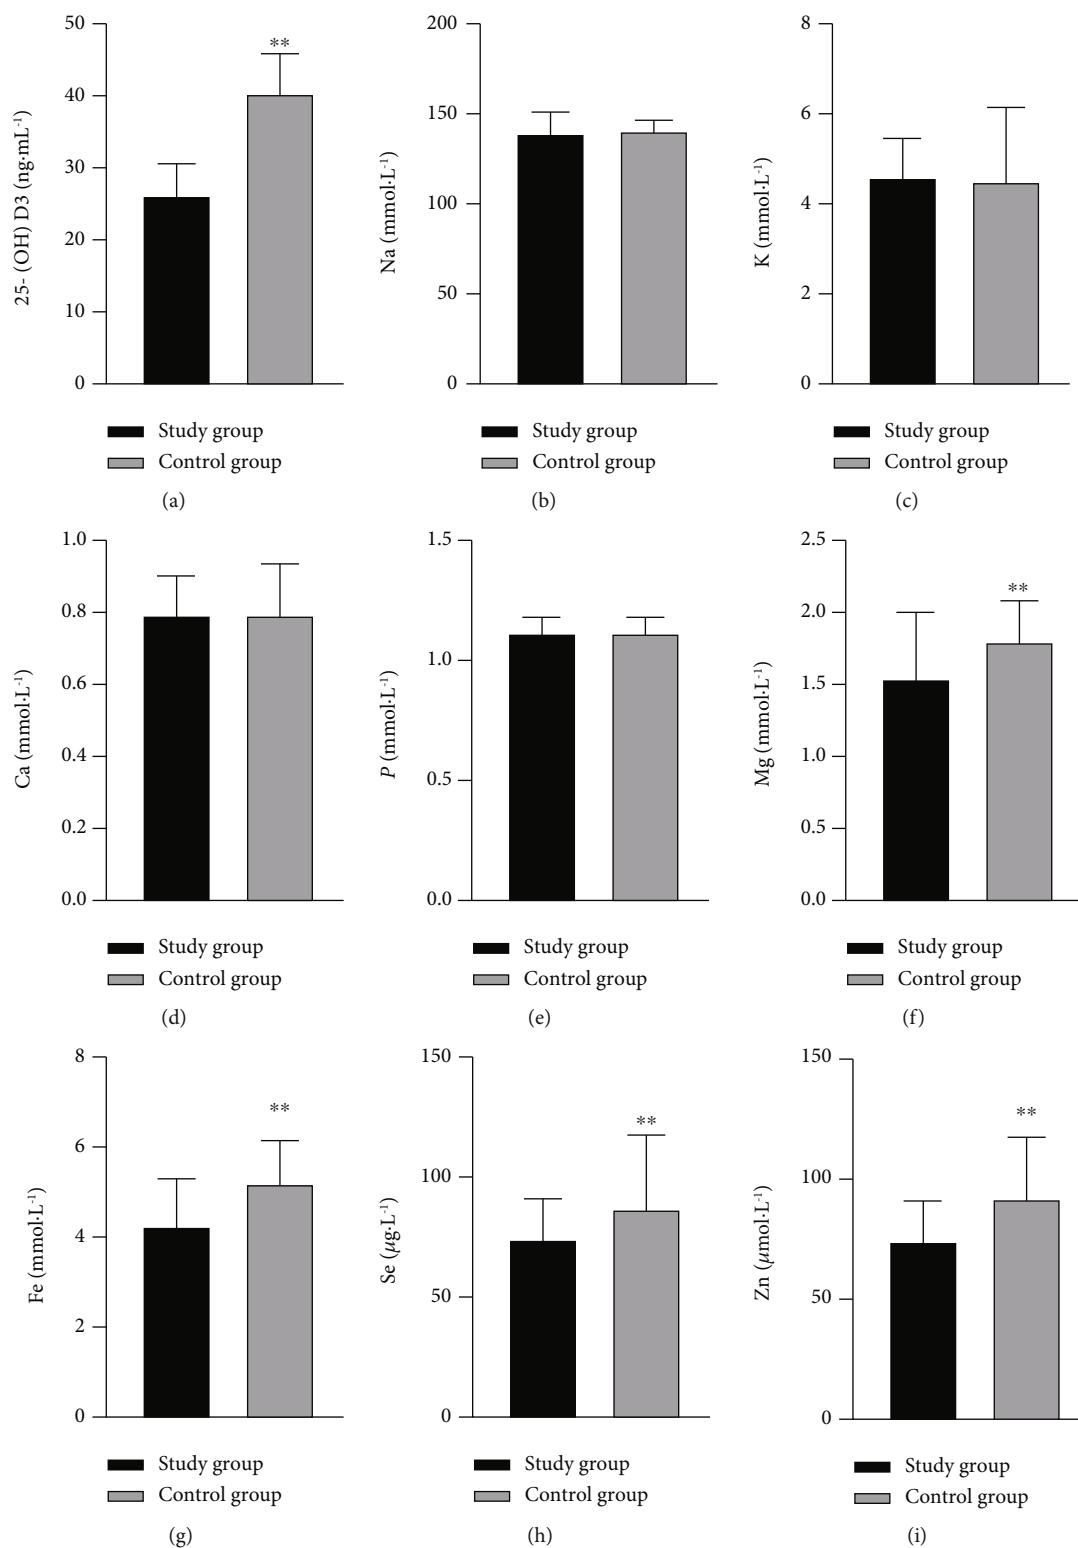 50
40
30
20
10
0
25- (OH) D3 (ng·mL⁻¹)
**
Study group
Control group
(a)
200
150
100
50
0
Na (mmol·L⁻¹)
Study group
Control group
(b)
8
6
4
2
0
K (mmol·L⁻¹)
Study group
Control group
(c)
1.0
0.8
0.6
0.4
0.2
0.0
Ca (mmol·L⁻¹)
Study group
Control group
(d)
1.5
1.0
0.5
0.0
P (mmol·L⁻¹)
Study group
Control group
(e)
2.5
2.0
1.5
1.0
0.5
0.0
Mg (mmol·L⁻¹)
**
Study group
Control group
(f)
8
6
4
2
0
Fe (mmol·L⁻¹)
**
Study group
Control group
(g)
150
100
50
0
Se (µg·L⁻¹)
**
Study group
Control group
(h)
150
100
50
0
Zn (µmol·L⁻¹)
**
Study group
Control group
(i)